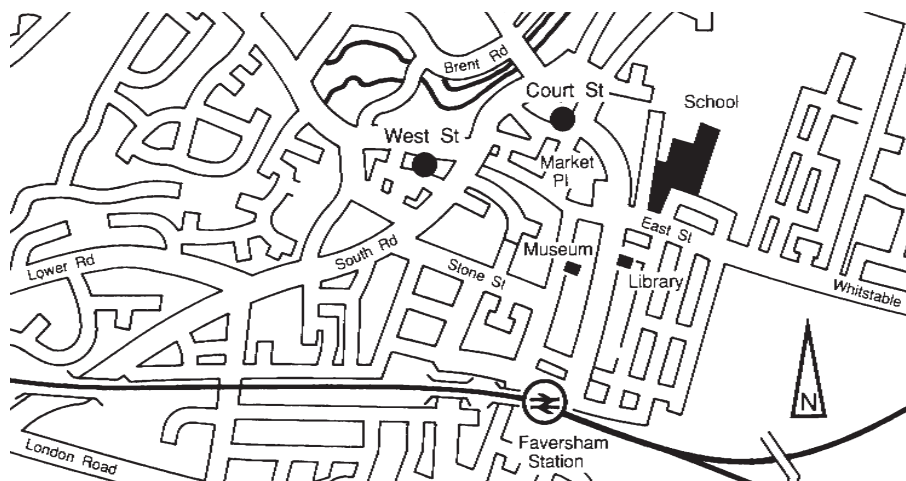 Brent Rd
Court St
School
West St
Market
Pl
East St
Museum
South Rd
Lower Rd
Stone St
Library
Whitstable
N
Faversham
Station
London Road